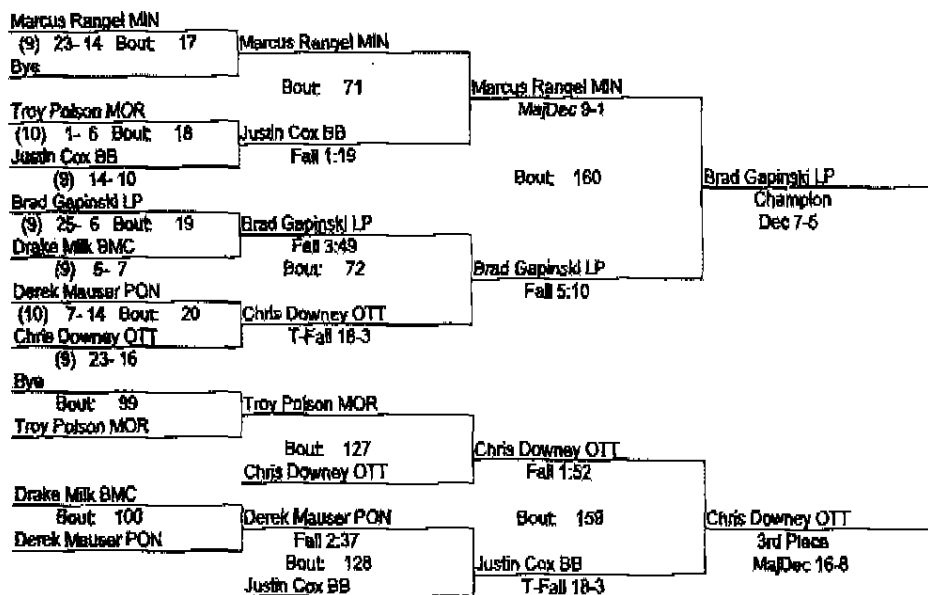 Marcus Rangel MIN
(9) 23-14 Bout: 17
Bye
Marcus Rangel MIN
Bout: 71
Troy Polson MOR
(10) 1-6 Bout: 18
Justin Cox BB
(9) 14-10
Justin Cox BB
Fall 1:19
Marcus Rangel MIN
MajDec 9-1
Bout: 160
Brad Gapinski LP
(9) 25-6 Bout: 19
Drake Milk BMC
(9) 5-7
Brad Gapinski LP
Fall 3:49
Bout: 72
Derek Mauser PON
(10) 7-14 Bout: 20
Chris Downey OTT
(9) 23-16
Chris Downey OTT
T-Fall 18-3
Brad Gapinski LP
Fall 5:10
Brad Gapinski LP
Champion
Dec 7-5
Bye
Bout: 99
Troy Polson MOR
Troy Polson MOR
Bout: 127
Chris Downey OTT
Chris Downey OTT
Fall 1:52
Drake Milk BMC
Bout: 100
Derek Mauser PON
Derek Mauser PON
Fall 2:37
Bout: 128
Justin Cox BB
Bout: 159
Justin Cox BB
T-Fall 18-3
Chris Downey OTT
3rd Place
MajDec 16-8